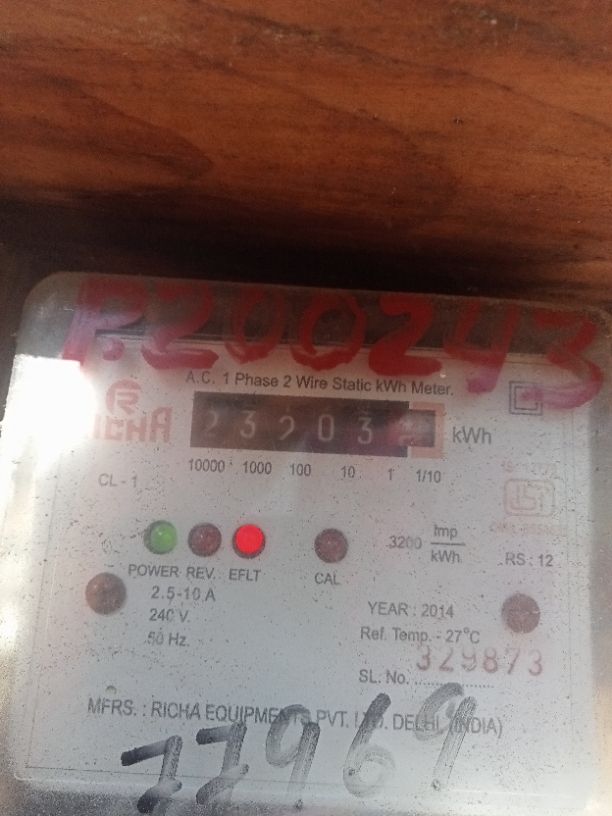 P.200243
A.C. 1 Phase 2 Wire Static kWh Meter.
RICHA
23203 kWh
10000 1000 100 10 1 1/10
CL - 1
3200 Imp/kWh
POWER REV. EFLT CAL
RS : 12
2.5-10 A
240 V.
50 Hz.
YEAR : 2014
Ref. Temp. - 27°C
SL. No. 329873
MFRS. : RICHA EQUIPMENTS PVT. LTD. DELHI (INDIA)
77969